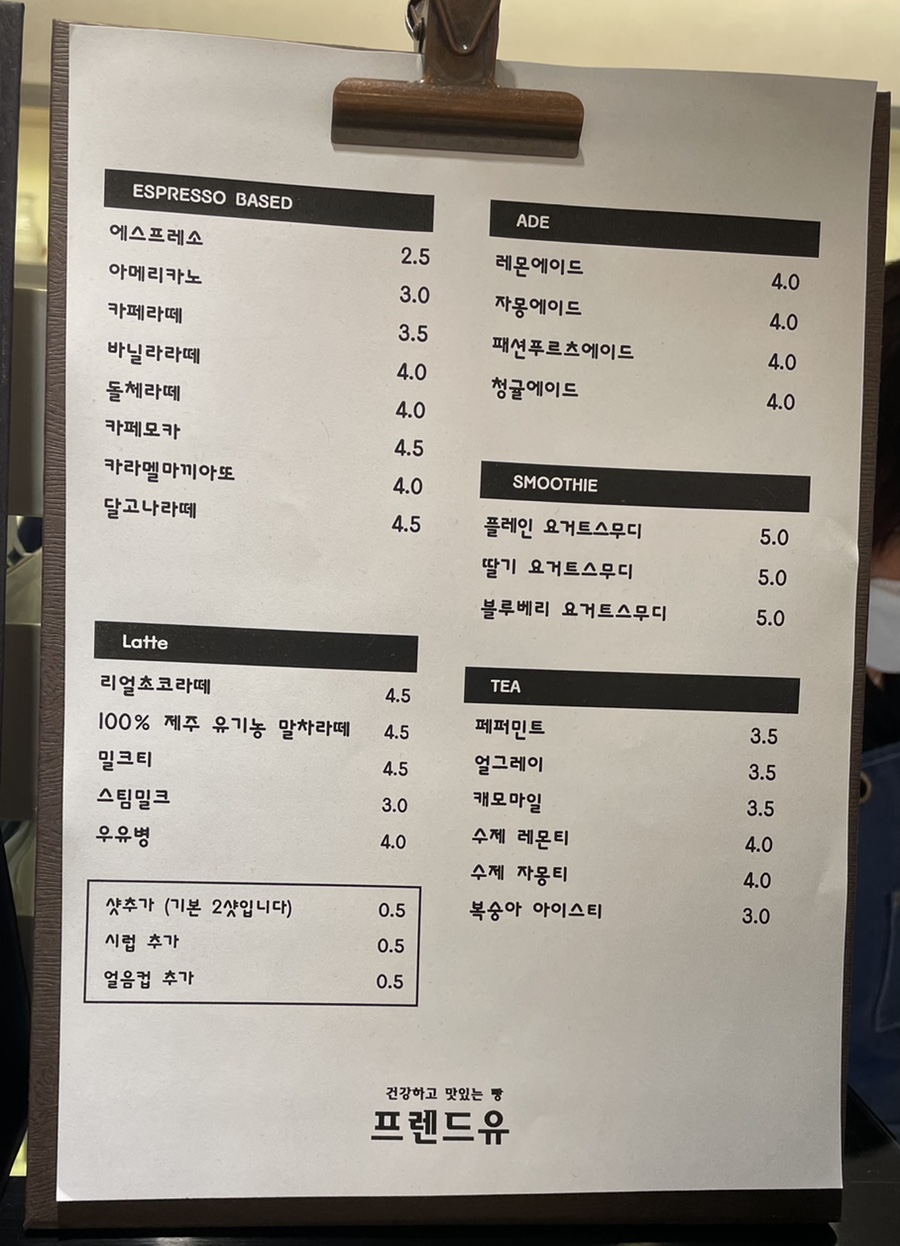 ESPRESSO BASED
에스프레소 2.5
아메리카노 3.0
카페라떼 3.5
바닐라라떼 4.0
돌체라떼 4.0
카페모카 4.5
카라멜마끼아또 4.0
달고나라떼 4.5
Latte
리얼초코라떼 4.5
100% 제주 유기농 말차라떼 4.5
밀크티 4.5
스팀밀크 3.0
우유병 4.0
샷추가 (기본 2샷입니다) 0.5
시럽 추가 0.5
얼음컵 추가 0.5
ADE
레몬에이드 4.0
자몽에이드 4.0
패션푸르츠에이드 4.0
청귤에이드 4.0
SMOOTHIE
플레인 요거트스무디 5.0
딸기 요거트스무디 5.0
블루베리 요거트스무디 5.0
TEA
페퍼민트 3.5
얼그레이 3.5
캐모마일 3.5
수제 레몬티 4.0
수제 자몽티 4.0
복숭아 아이스티 3.0
건강하고 맛있는 빵
프렌드유